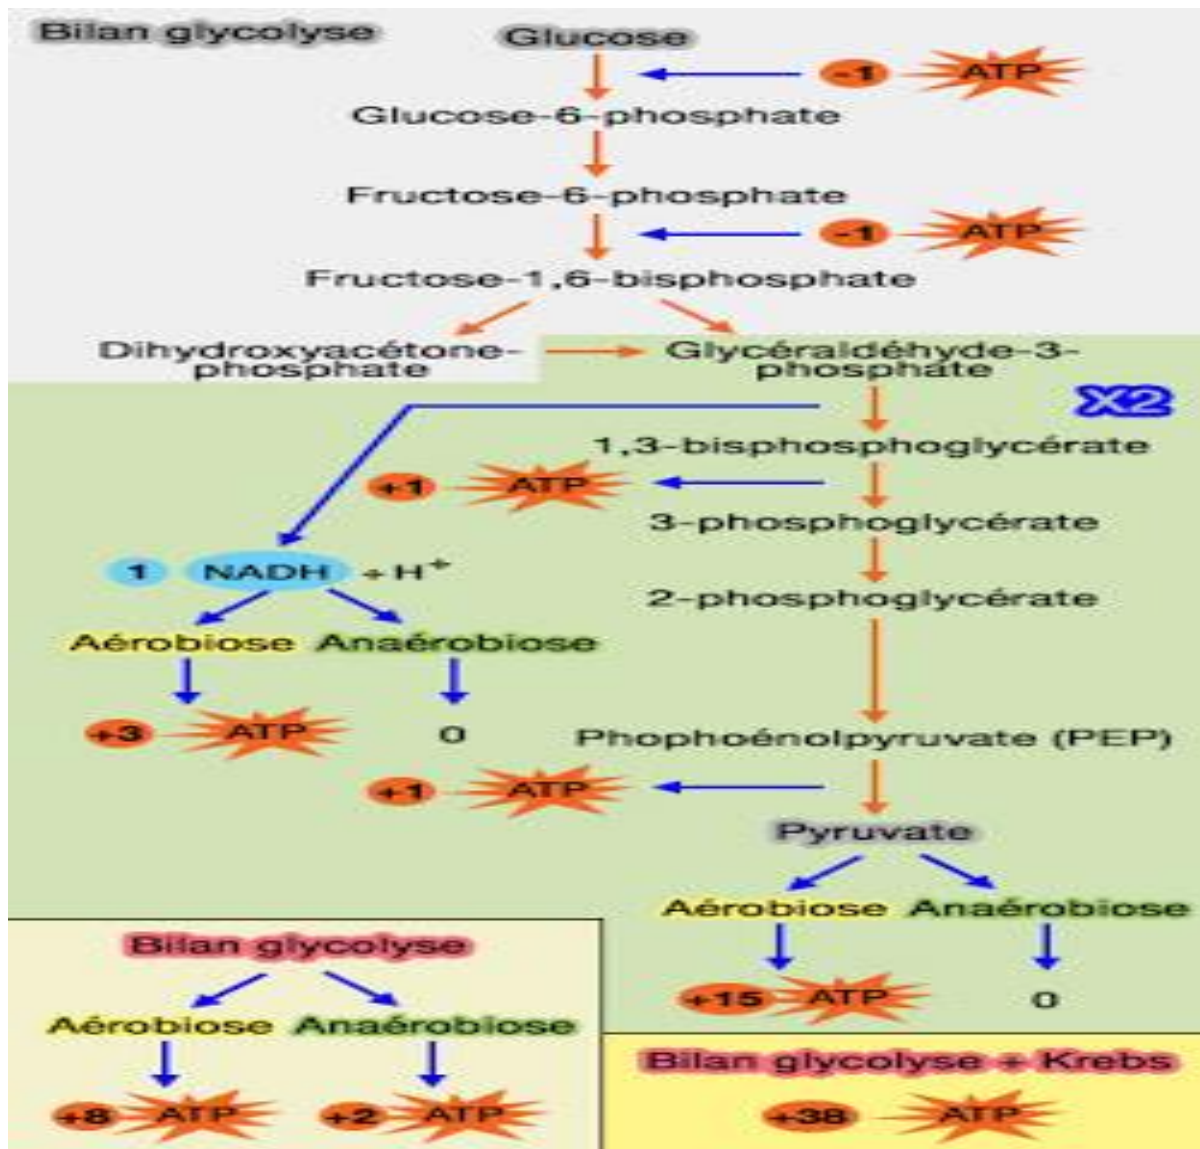 Bilan glycolyse
Glucose
-1 ATP
Glucose-6-phosphate
Fructose-6-phosphate
-1 ATP
Fructose-1,6-bisphosphate
Dihydroxyacétone-
phosphate
Glycéraldéhyde-3-
phosphate
X2
1,3-bisphosphoglycérate
+1 ATP
3-phosphoglycérate
1 NADH + H+
2-phosphoglycérate
Aérobiose Anaérobiose
+3 ATP 0
Phophoénolpyruvate (PEP)
+1 ATP
Pyruvate
Aérobiose Anaérobiose
+15 ATP 0
Bilan glycolyse
Aérobiose Anaérobiose
+8 ATP +2 ATP
Bilan glycolyse + Krebs
+38 ATP